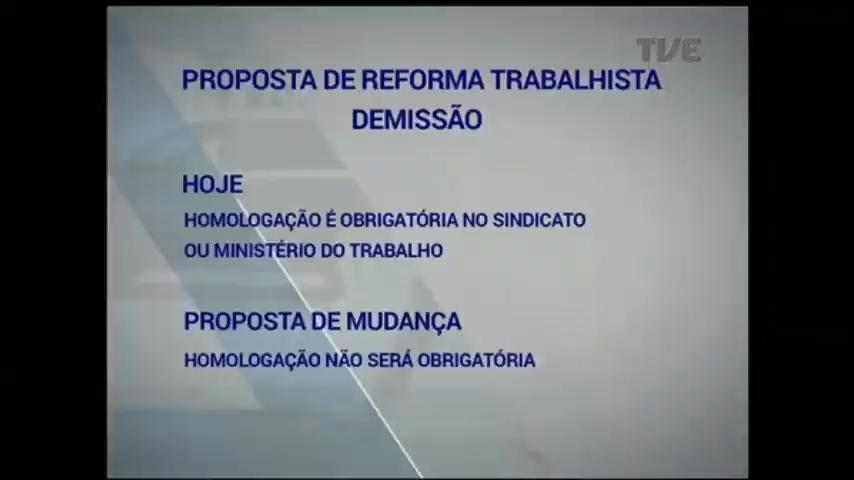 TVE
PROPOSTA DE REFORMA TRABALHISTA
DEMISSÃO
HOJE
HOMOLOGAÇÃO É OBRIGATÓRIA NO SINDICATO
OU MINISTÉRIO DO TRABALHO
PROPOSTA DE MUDANÇA
HOMOLOGAÇÃO NÃO SERÁ OBRIGATÓRIA